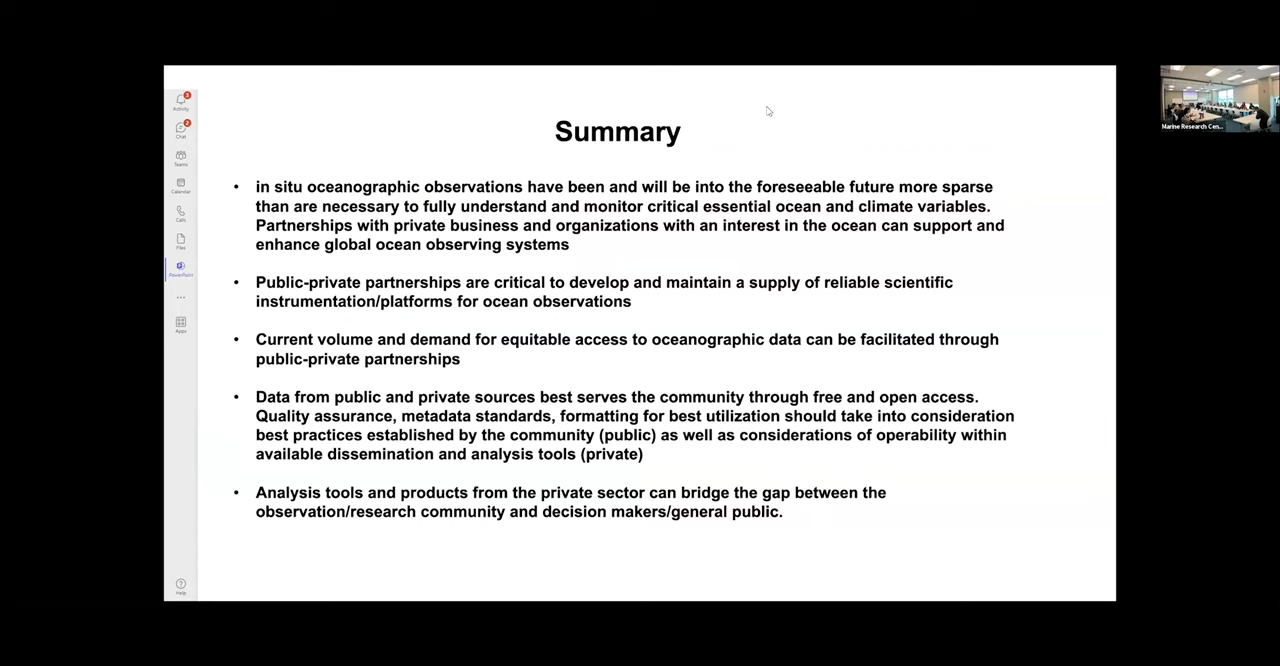 3
Activity
2
Chat
Teams
Calendar
Calls
Files
PowerPoint
...
Apps
Help
Summary
• in situ oceanographic observations have been and will be into the foreseeable future more sparse
than are necessary to fully understand and monitor critical essential ocean and climate variables.
Partnerships with private business and organizations with an interest in the ocean can support and
enhance global ocean observing systems
• Public-private partnerships are critical to develop and maintain a supply of reliable scientific
instrumentation/platforms for ocean observations
• Current volume and demand for equitable access to oceanographic data can be facilitated through
public-private partnerships
• Data from public and private sources best serves the community through free and open access.
Quality assurance, metadata standards, formatting for best utilization should take into consideration
best practices established by the community (public) as well as considerations of operability within
available dissemination and analysis tools (private)
• Analysis tools and products from the private sector can bridge the gap between the
observation/research community and decision makers/general public.
Marine Research Cen...